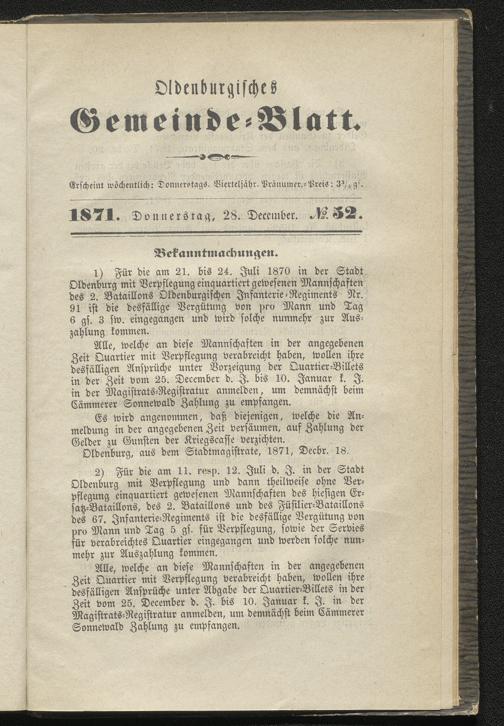 Oldenburgisches
Gemeinde-Blatt.
Erscheint wöchentlich: Donnerstags. Vierteljähr. Pränumer.-Preis: 3¾ gſ.
1871. Donnerstag, 28. December. № 52.
Bekanntmachungen.
1) Für die am 21. bis 24. Juli 1870 in der Stadt
Oldenburg mit Verpflegung einquartiert gewesenen Mannschaften
des 2. Bataillons Oldenburgischen Infanterie-Regiments Nr.
91 ist die desfällige Vergütung von pro Mann und Tag
6 gſ. 3 sw. eingegangen und wird solche nunmehr zur Aus-
zahlung kommen.
Alle, welche an diese Mannschaften in der angegebenen
Zeit Quartier mit Verpflegung verabreicht haben, wollen ihre
desfälligen Ansprüche unter Vorzeigung der Quartier-Billets
in der Zeit vom 25. December d. J. bis 10. Januar k. J.
in der Magistrats-Registratur anmelden, um demnächst beim
Cämmerer Sonnewald Zahlung zu empfangen.
Es wird angenommen, daß diejenigen, welche die An-
meldung in der angegebenen Zeit versäumen, auf Zahlung der
Gelder zu Gunsten der Kriegscasse verzichten.
Oldenburg, aus dem Stadtmagistrate, 1871, Decbr. 18.
2) Für die am 11. resp. 12. Juli d. J. in der Stadt
Oldenburg mit Verpflegung und dann theilweise ohne Ver-
pflegung einquartiert gewesenen Mannschaften des hiesigen Er-
satz-Bataillons, des 2. Bataillons und des Füsilier-Bataillons
des 67. Infanterie-Regiments ist die desfällige Vergütung von
pro Mann und Tag 5 gſ. für Verpflegung, sowie der Servies
für verabreichtes Quartier eingegangen und werden solche nun-
mehr zur Auszahlung kommen.
Alle, welche an diese Mannschaften in der angegebenen
Zeit Quartier mit Verpflegung verabreicht haben, wollen ihre
desfälligen Ansprüche unter Abgabe der Quartier-Billets in der
Zeit vom 25. December d. J. bis 10. Januar k. J. in der
Magistrats-Registratur anmelden, um demnächst beim Cämmerer
Sonnewald Zahlung zu empfangen.